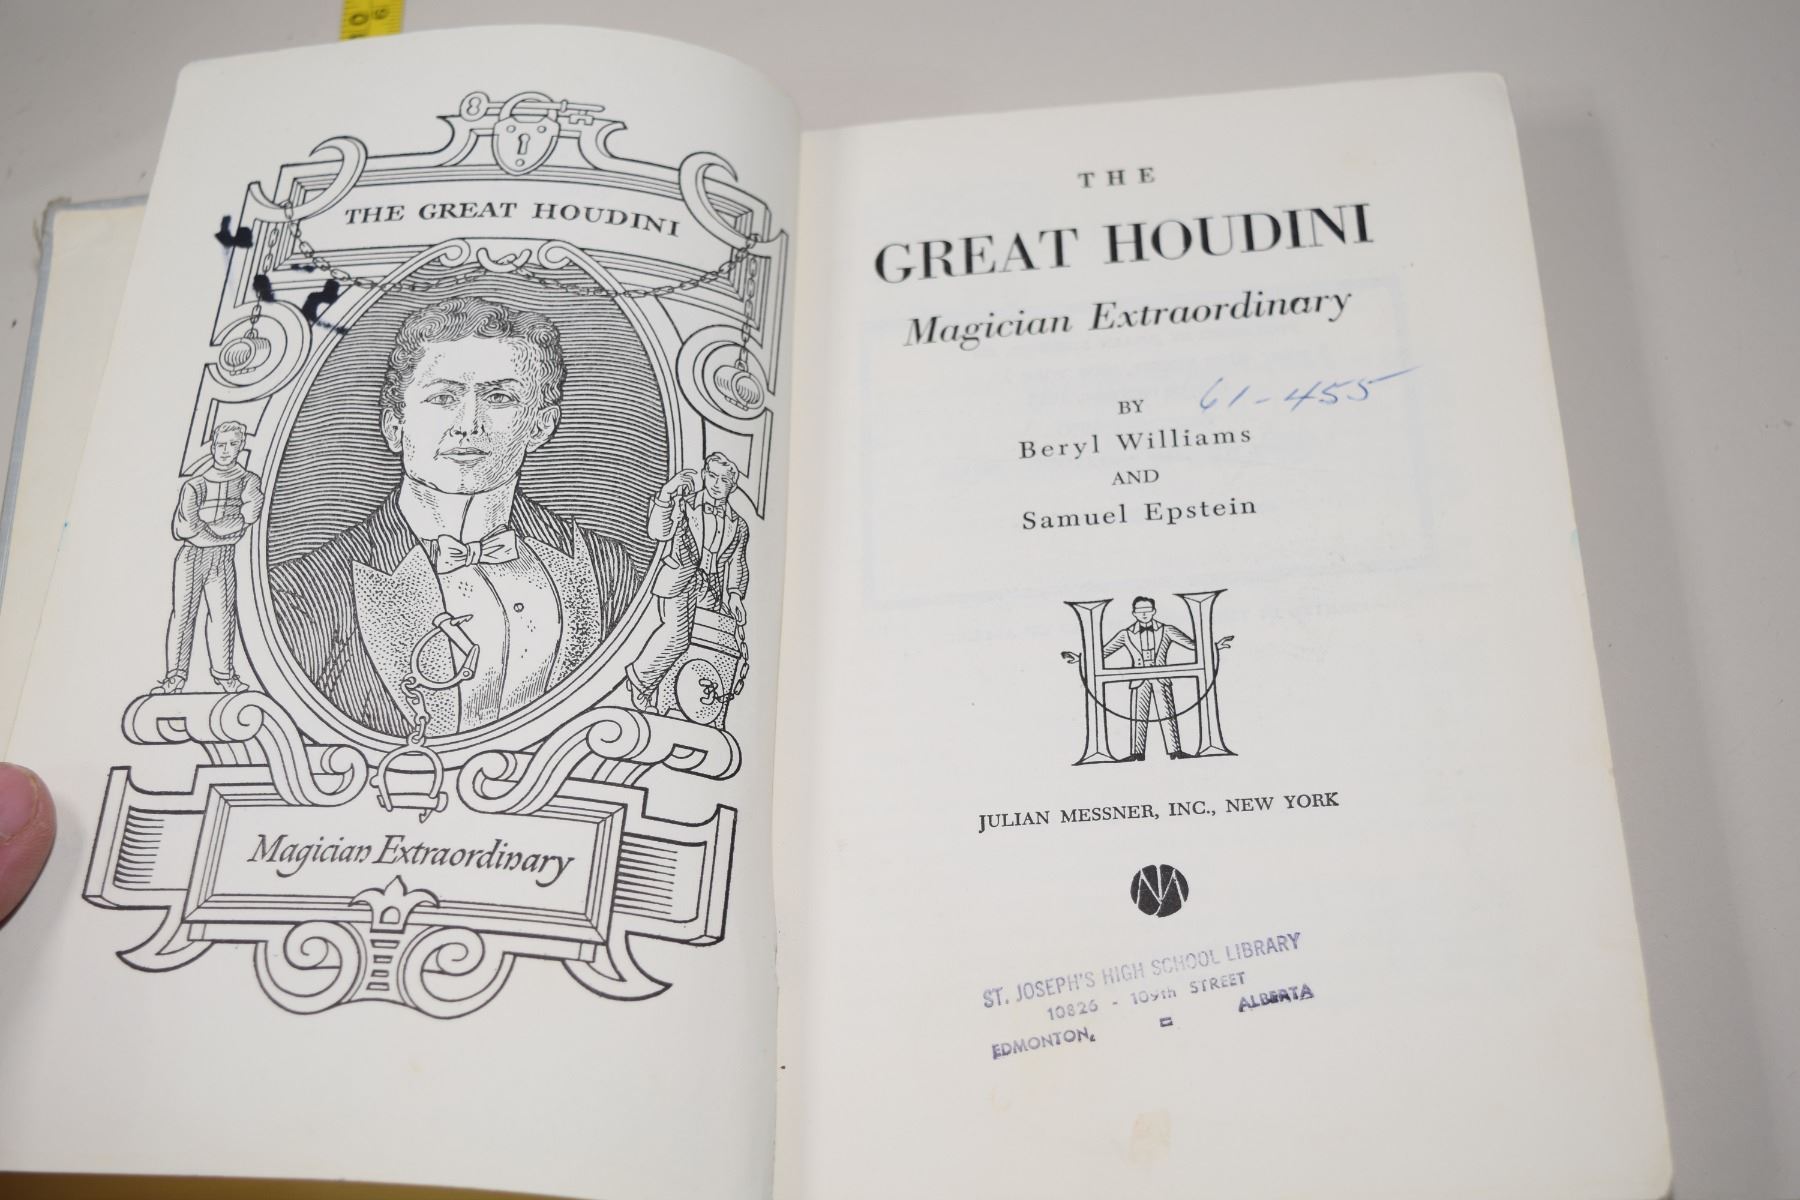 THE GREAT HOUDINI
Magician Extraordinary
THE
GREAT HOUDINI
Magician Extraordinary
61-455
BY
Beryl Williams
AND
Samuel Epstein
H
JULIAN MESSNER, INC., NEW YORK
ST. JOSEPH'S HIGH SCHOOL LIBRARY
10826 - 109th STREET
EDMONTON, = ALBERTA